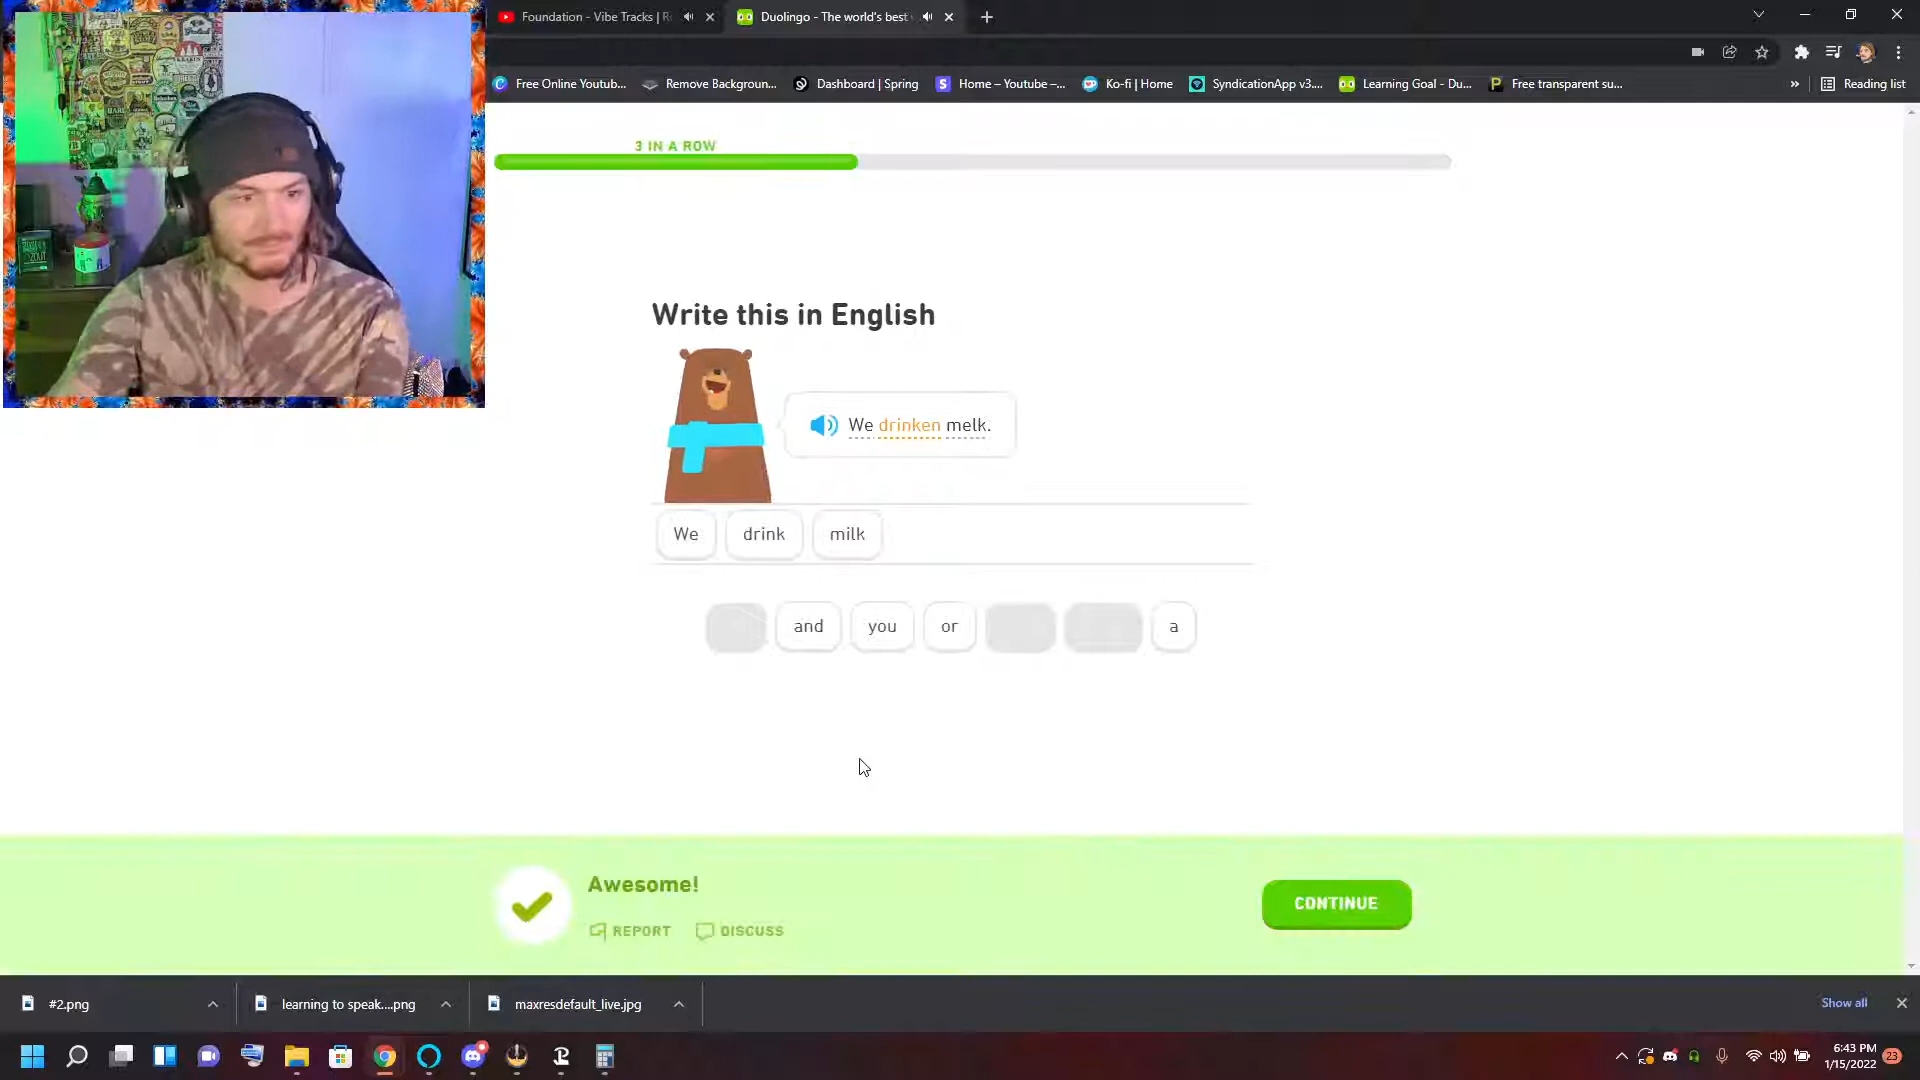 Foundation - Vibe Tracks | R
Duolingo - The world's best
Free Online Youtub...
Remove Backgroun...
Dashboard | Spring
Home – Youtube –...
Ko-fi | Home
SyndicationApp v3....
Learning Goal - Du...
Free transparent su...
»
Reading list
3 IN A ROW
Write this in English
We drinken melk.
We drink milk
and you or a
Awesome!
REPORT DISCUSS
CONTINUE
#2.png
learning to speak....png
maxresdefault_live.jpg
Show all
6:43 PM
1/15/2022
23